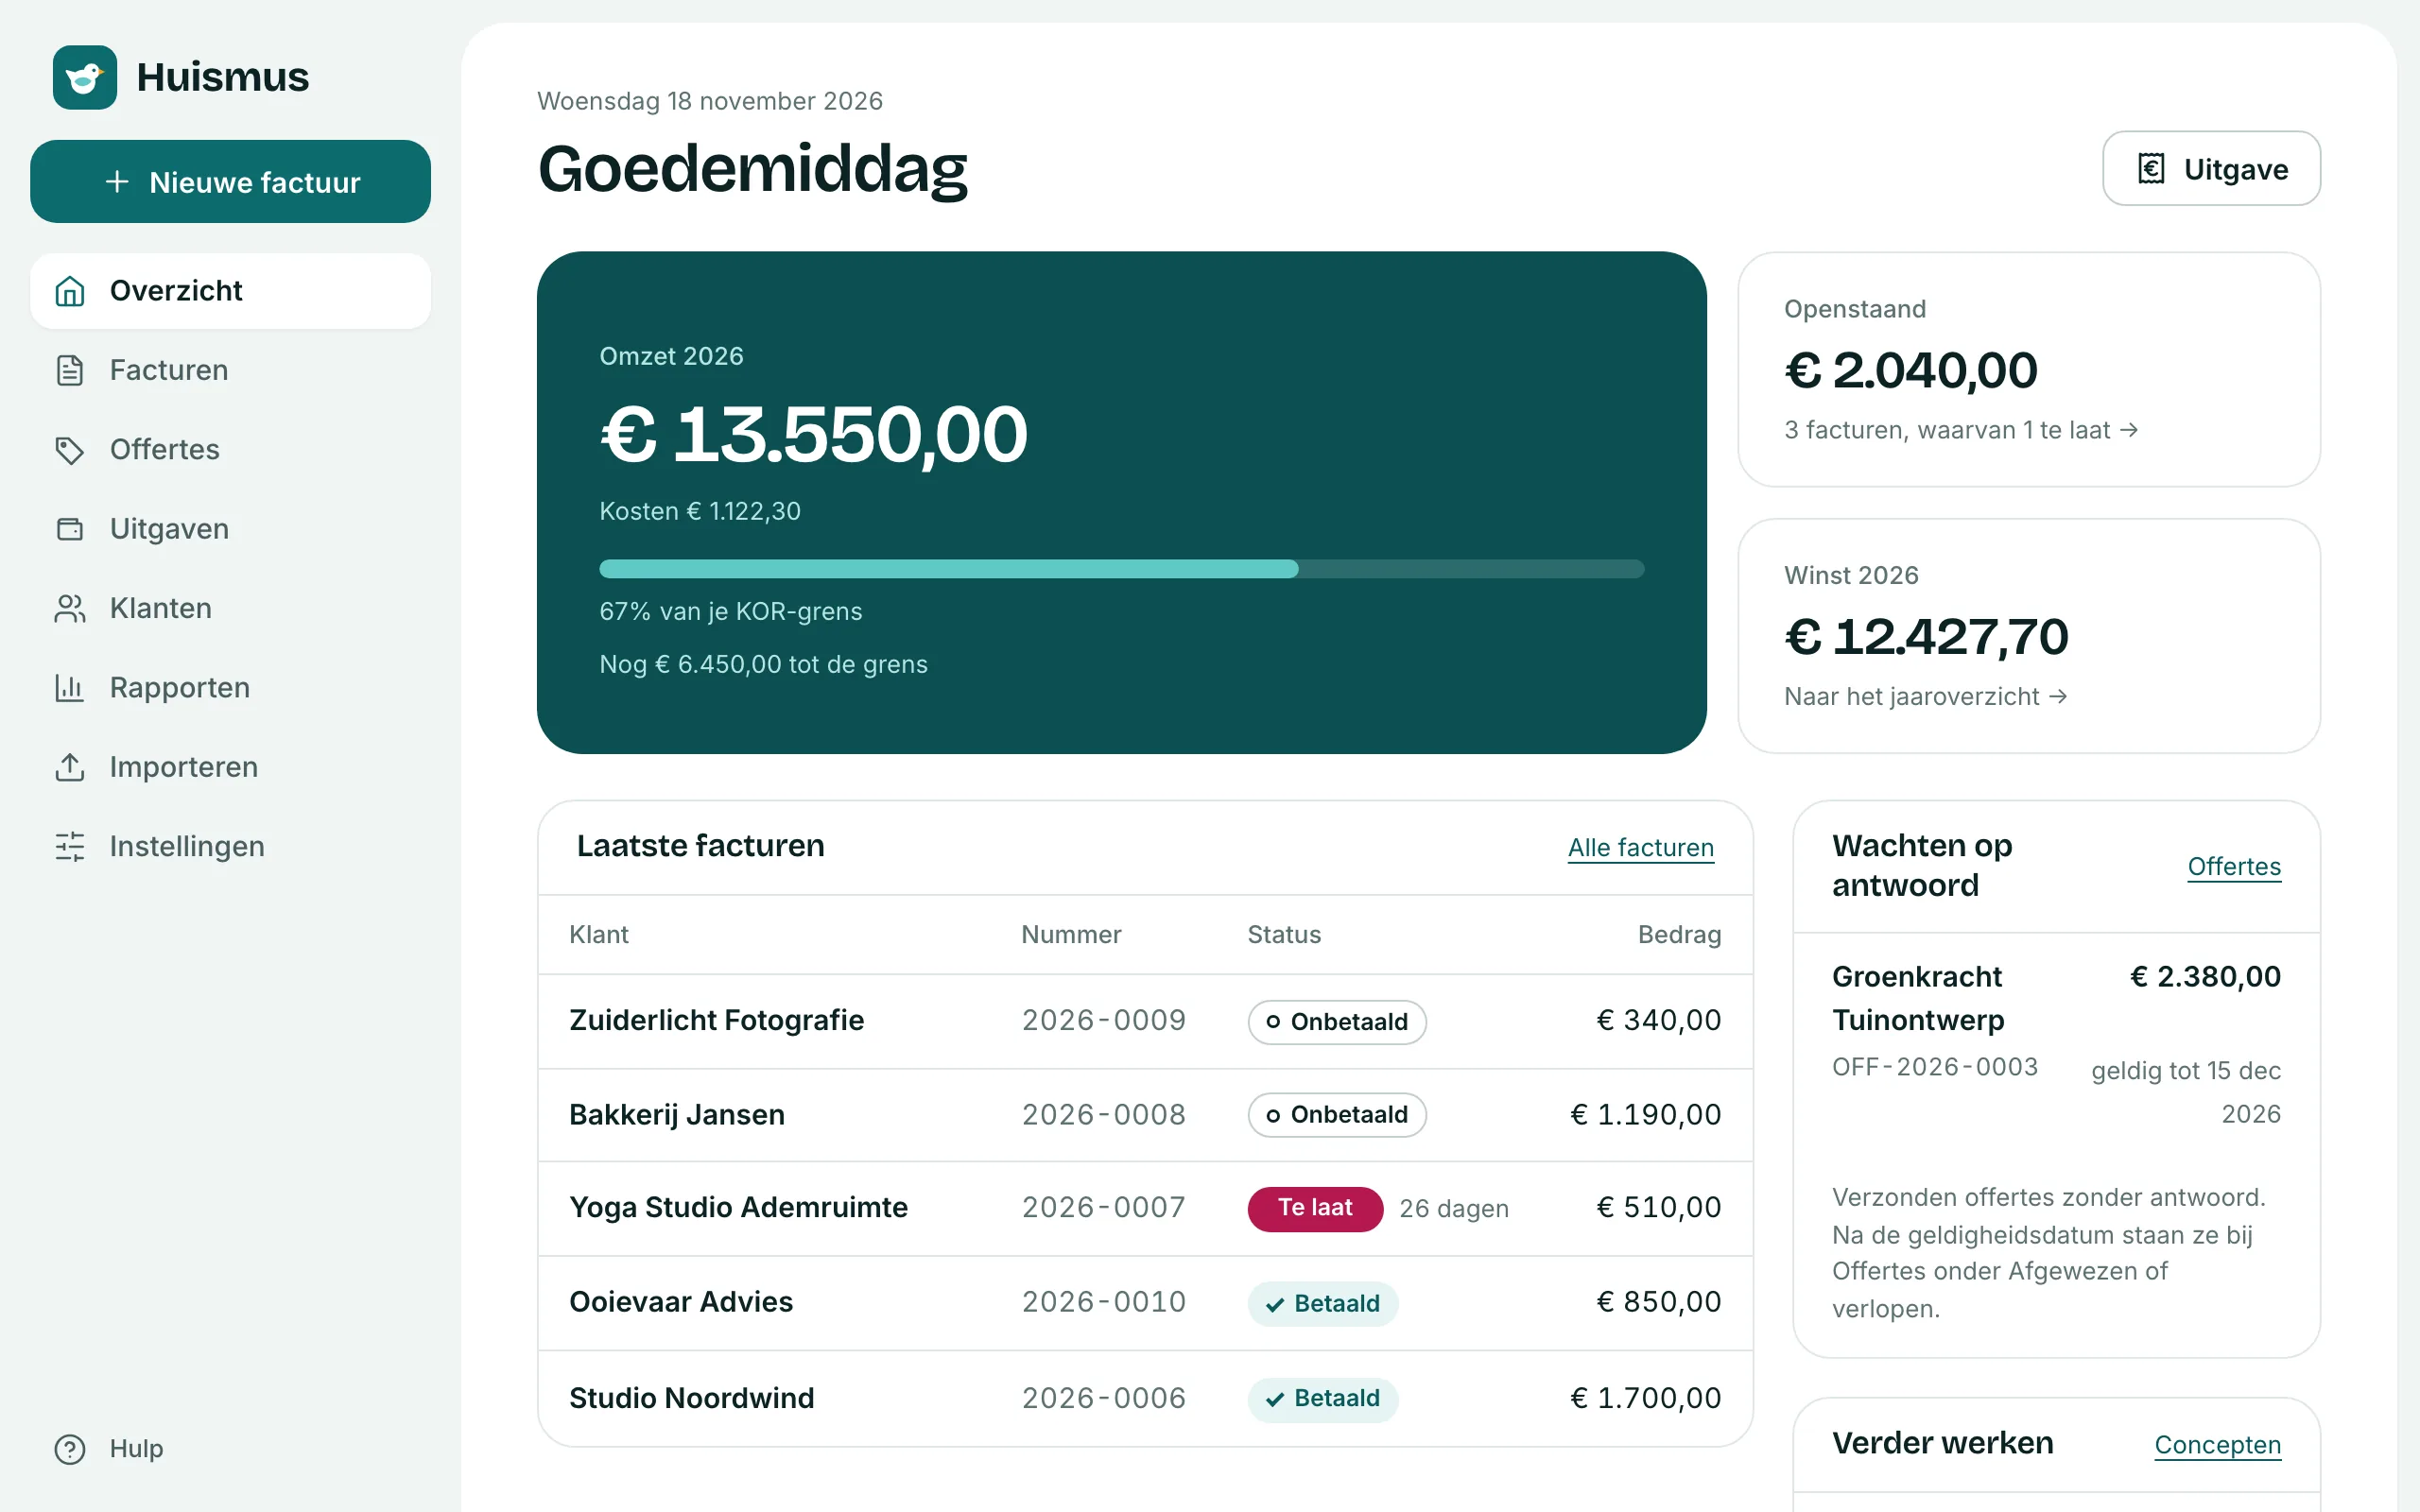 Huismus
Nieuwe factuur
Overzicht
Facturen
Offertes
Uitgaven
Klanten
Rapporten
Importeren
Instellingen
Hulp
Woensdag 18 november 2026
Goedemiddag
Uitgave
Omzet 2026
€ 13.550,00
Kosten € 1.122,30
67% van je KOR-grens
Nog € 6.450,00 tot de grens
Openstaand
€ 2.040,00
3 facturen, waarvan 1 te laat →
Winst 2026
€ 12.427,70
Naar het jaaroverzicht →
Laatste facturen Alle facturen
Klant Nummer Status Bedrag
Zuiderlicht Fotografie 2026-0009 Onbetaald € 340,00
Bakkerij Jansen 2026-0008 Onbetaald € 1.190,00
Yoga Studio Ademruimte 2026-0007 Te laat 26 dagen € 510,00
Ooievaar Advies 2026-0010 Betaald € 850,00
Studio Noordwind 2026-0006 Betaald € 1.700,00
Wachten op
antwoord
Offertes
Groenkracht € 2.380,00
Tuinontwerp
OFF-2026-0003 geldig tot 15 dec
2026
Verzonden offertes zonder antwoord.
Na de geldigheidsdatum staan ze bij
Offertes onder Afgewezen of
verlopen.
Verder werken Concepten